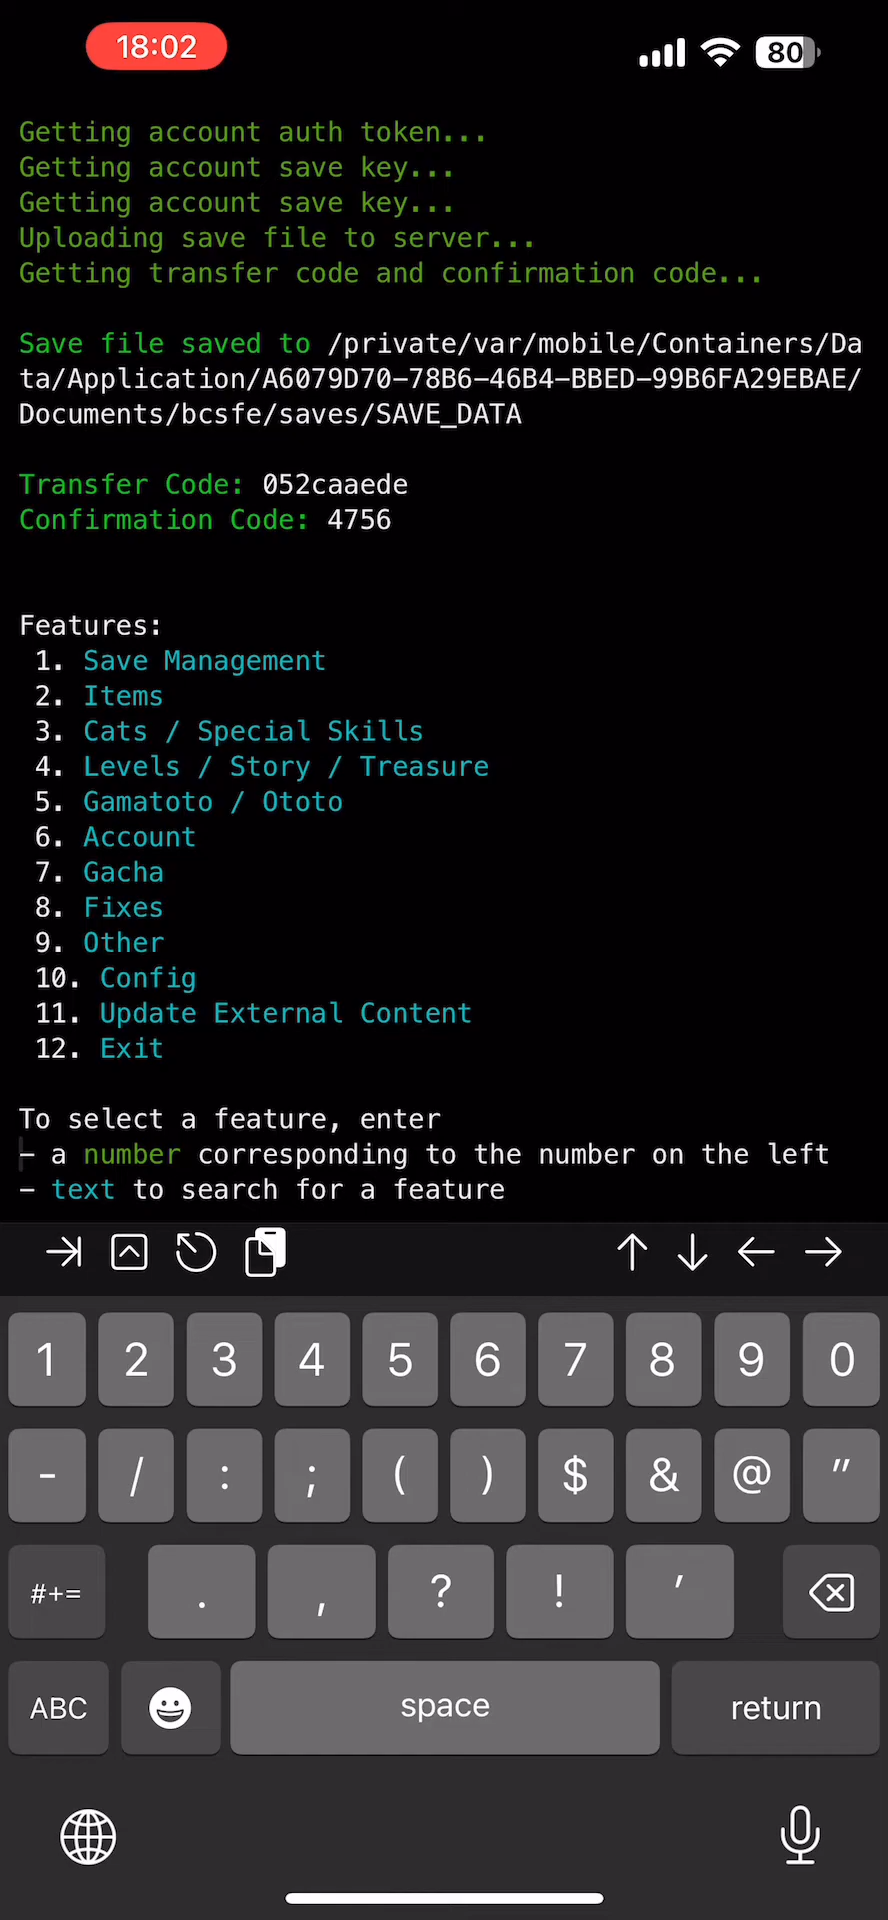 18:02
80
Getting account auth token...
Getting account save key...
Getting account save key...
Uploading save file to server...
Getting transfer code and confirmation code...
Save file saved to /private/var/mobile/Containers/Da
ta/Application/A6079D70-78B6-46B4-BBED-99B6FA29EBAE/
Documents/bcsfe/saves/SAVE_DATA
Transfer Code: 052caaede
Confirmation Code: 4756
Features:
1. Save Management
2. Items
3. Cats / Special Skills
4. Levels / Story / Treasure
5. Gamatoto / Ototo
6. Account
7. Gacha
8. Fixes
9. Other
10. Config
11. Update External Content
12. Exit
To select a feature, enter
- a number corresponding to the number on the left
- text to search for a feature
1 2 3 4 5 6 7 8 9 0
- / : ; ( ) $ & @ "
#+= . , ? ! '
ABC space return